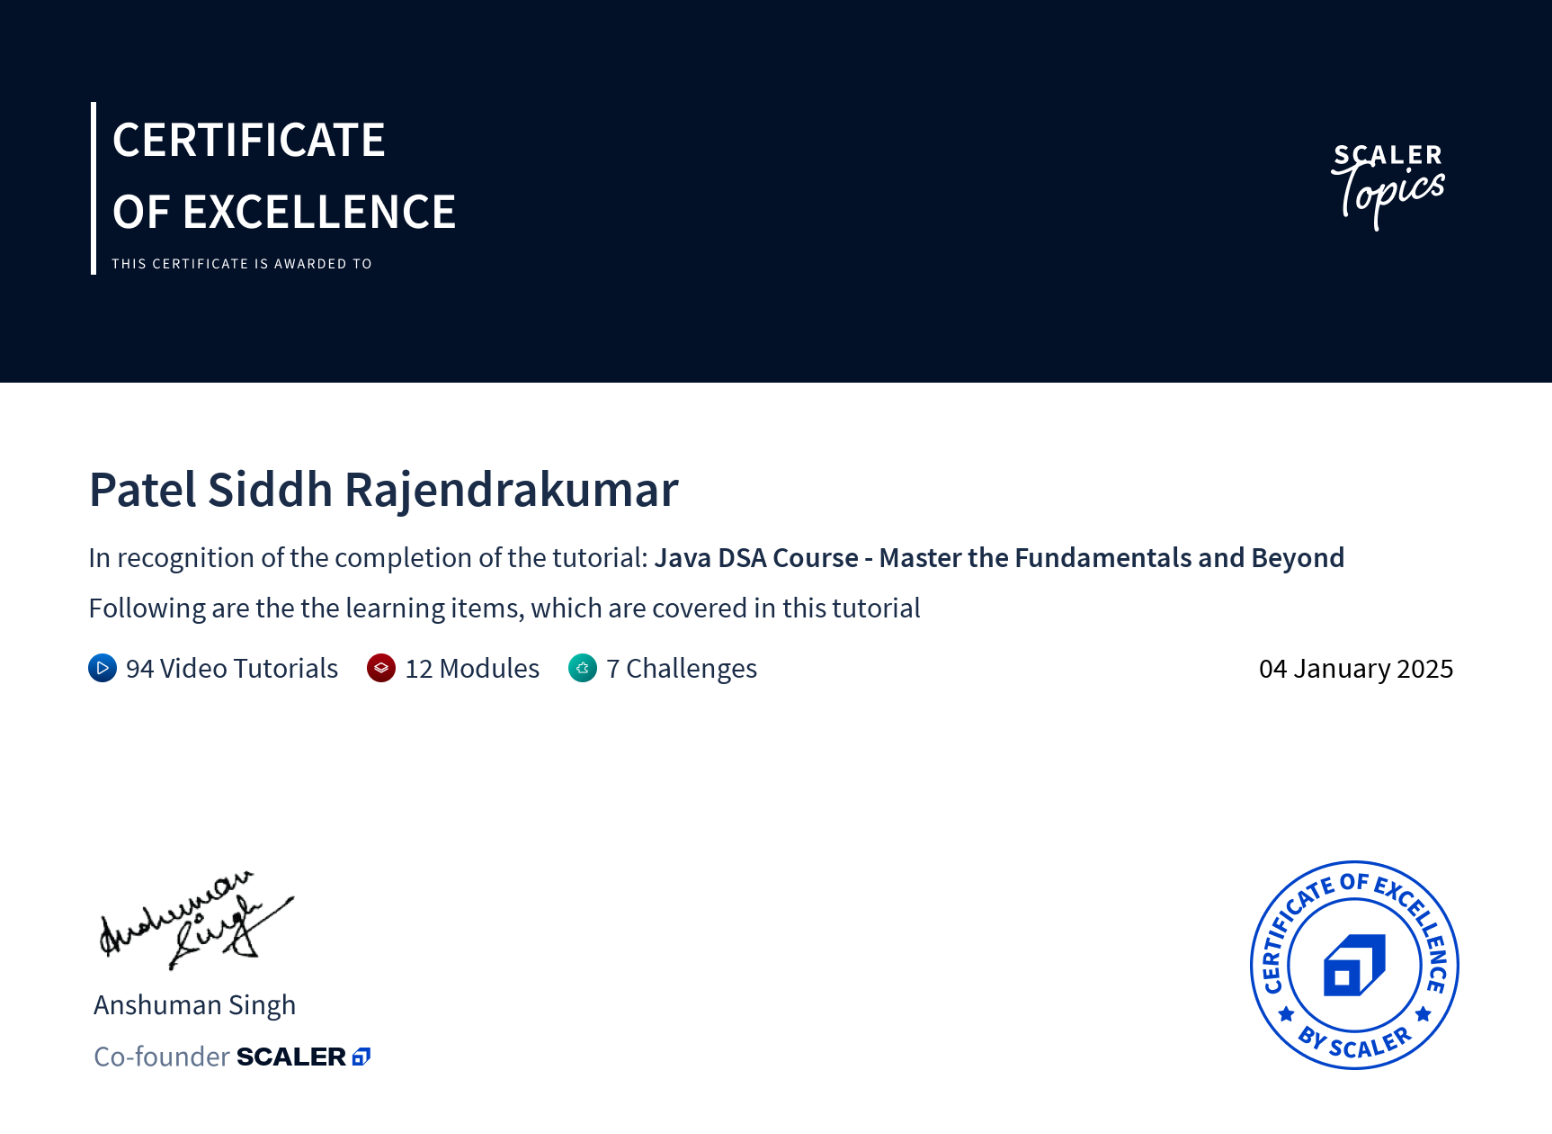 CERTIFICATE
OF EXCELLENCE
THIS CERTIFICATE IS AWARDED TO
SCALER
Topics
Patel Siddh Rajendrakumar
In recognition of the completion of the tutorial: Java DSA Course - Master the Fundamentals and Beyond
Following are the the learning items, which are covered in this tutorial
94 Video Tutorials 12 Modules 7 Challenges 04 January 2025
Anshuman
Singh
Anshuman Singh
Co-founder SCALER
CERTIFICATE OF EXCELLENCE
BY SCALER